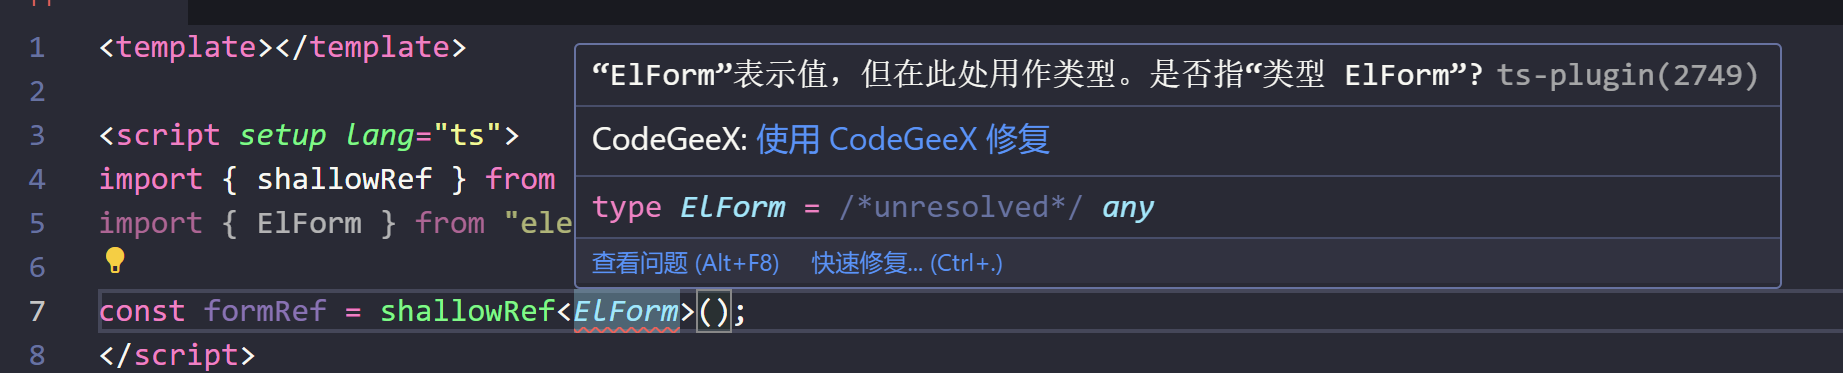 1 <template></template>
2
3 <script setup lang="ts">
4 import { shallowRef } from
5 import { ElForm } from "ele
6
7 const formRef = shallowRef<ElForm>();
8 </script>
“ElForm”表示值，但在此处用作类型。是否指“类型 ElForm”? ts-plugin(2749)
CodeGeeX: 使用 CodeGeeX 修复
type ElForm = /*unresolved*/ any
查看问题 (Alt+F8) 快速修复... (Ctrl+.)